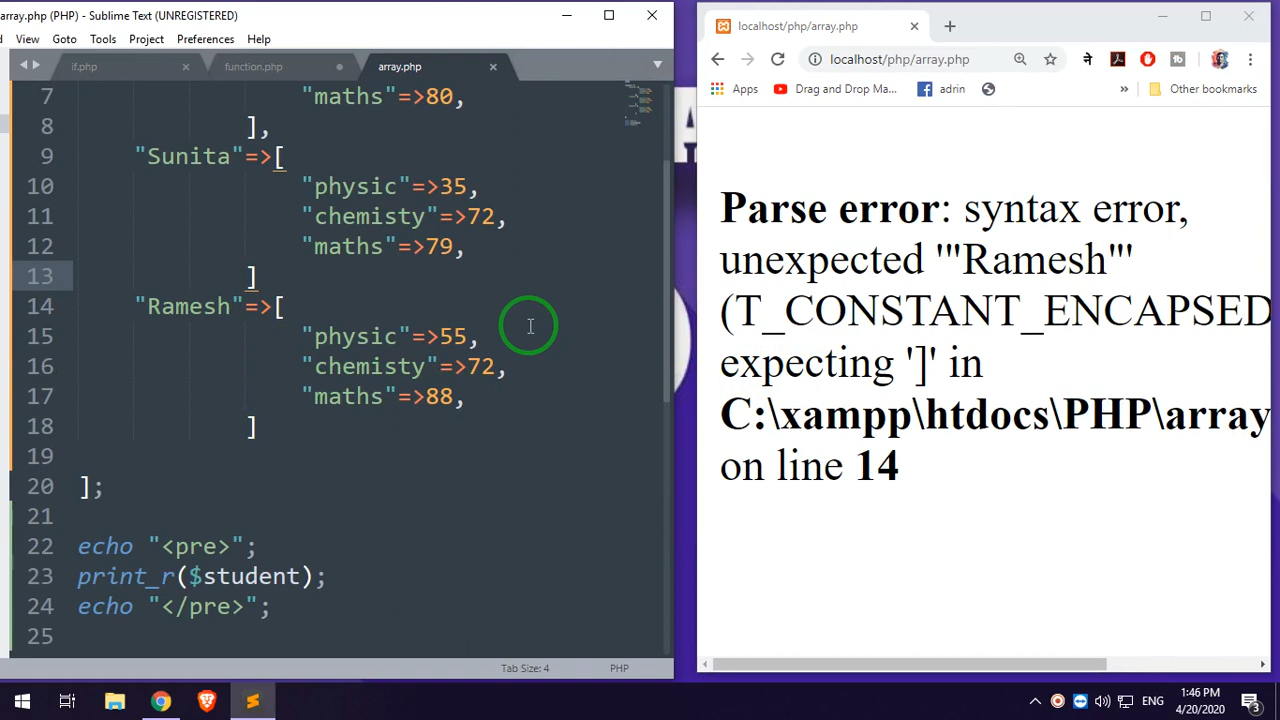 array.php (PHP) - Sublime Text (UNREGISTERED)
View Goto Tools Project Preferences Help
if.php function.php array.php
7 "maths"=>80,
8 ],
9 "Sunita"=>[
10 "physic"=>35,
11 "chemisty"=>72,
12 "maths"=>79,
13 ]
14 "Ramesh"=>[
15 "physic"=>55,
16 "chemisty"=>72,
17 "maths"=>88,
18 ]
19
20 ];
21
22 echo "<pre>";
23 print_r($student);
24 echo "</pre>";
25
Tab Size: 4 PHP
localhost/php/array.php
localhost/php/array.php
Apps Drag and Drop Ma... adrin » Other bookmarks
Parse error: syntax error,
unexpected '"Ramesh"'
(T_CONSTANT_ENCAPSED
expecting ']' in
C:\xampp\htdocs\PHP\array
on line 14
ENG
1:46 PM
4/20/2020
3